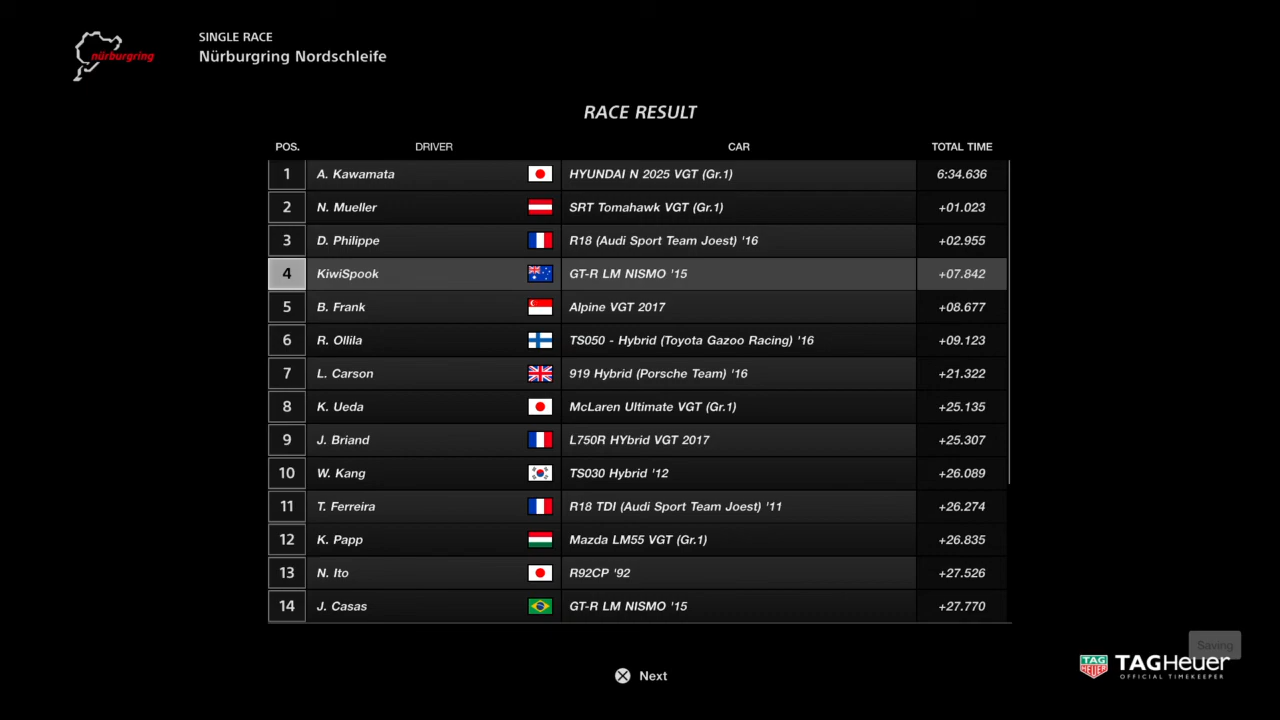 SINGLE RACE
nürburgring
Nürburgring Nordschleife
RACE RESULT
POS. DRIVER CAR TOTAL TIME
1 A. Kawamata HYUNDAI N 2025 VGT (Gr.1) 6:34.636
2 N. Mueller SRT Tomahawk VGT (Gr.1) +01.023
3 D. Philippe R18 (Audi Sport Team Joest) '16 +02.955
4 KiwiSpook GT-R LM NISMO '15 +07.842
5 B. Frank Alpine VGT 2017 +08.677
6 R. Ollila TS050 - Hybrid (Toyota Gazoo Racing) '16 +09.123
7 L. Carson 919 Hybrid (Porsche Team) '16 +21.322
8 K. Ueda McLaren Ultimate VGT (Gr.1) +25.135
9 J. Briand L750R HYbrid VGT 2017 +25.307
10 W. Kang TS030 Hybrid '12 +26.089
11 T. Ferreira R18 TDI (Audi Sport Team Joest) '11 +26.274
12 K. Papp Mazda LM55 VGT (Gr.1) +26.835
13 N. Ito R92CP '92 +27.526
14 J. Casas GT-R LM NISMO '15 +27.770
Saving
TAG HEUER TAGHeuer
OFFICIAL TIMEKEEPER
Next